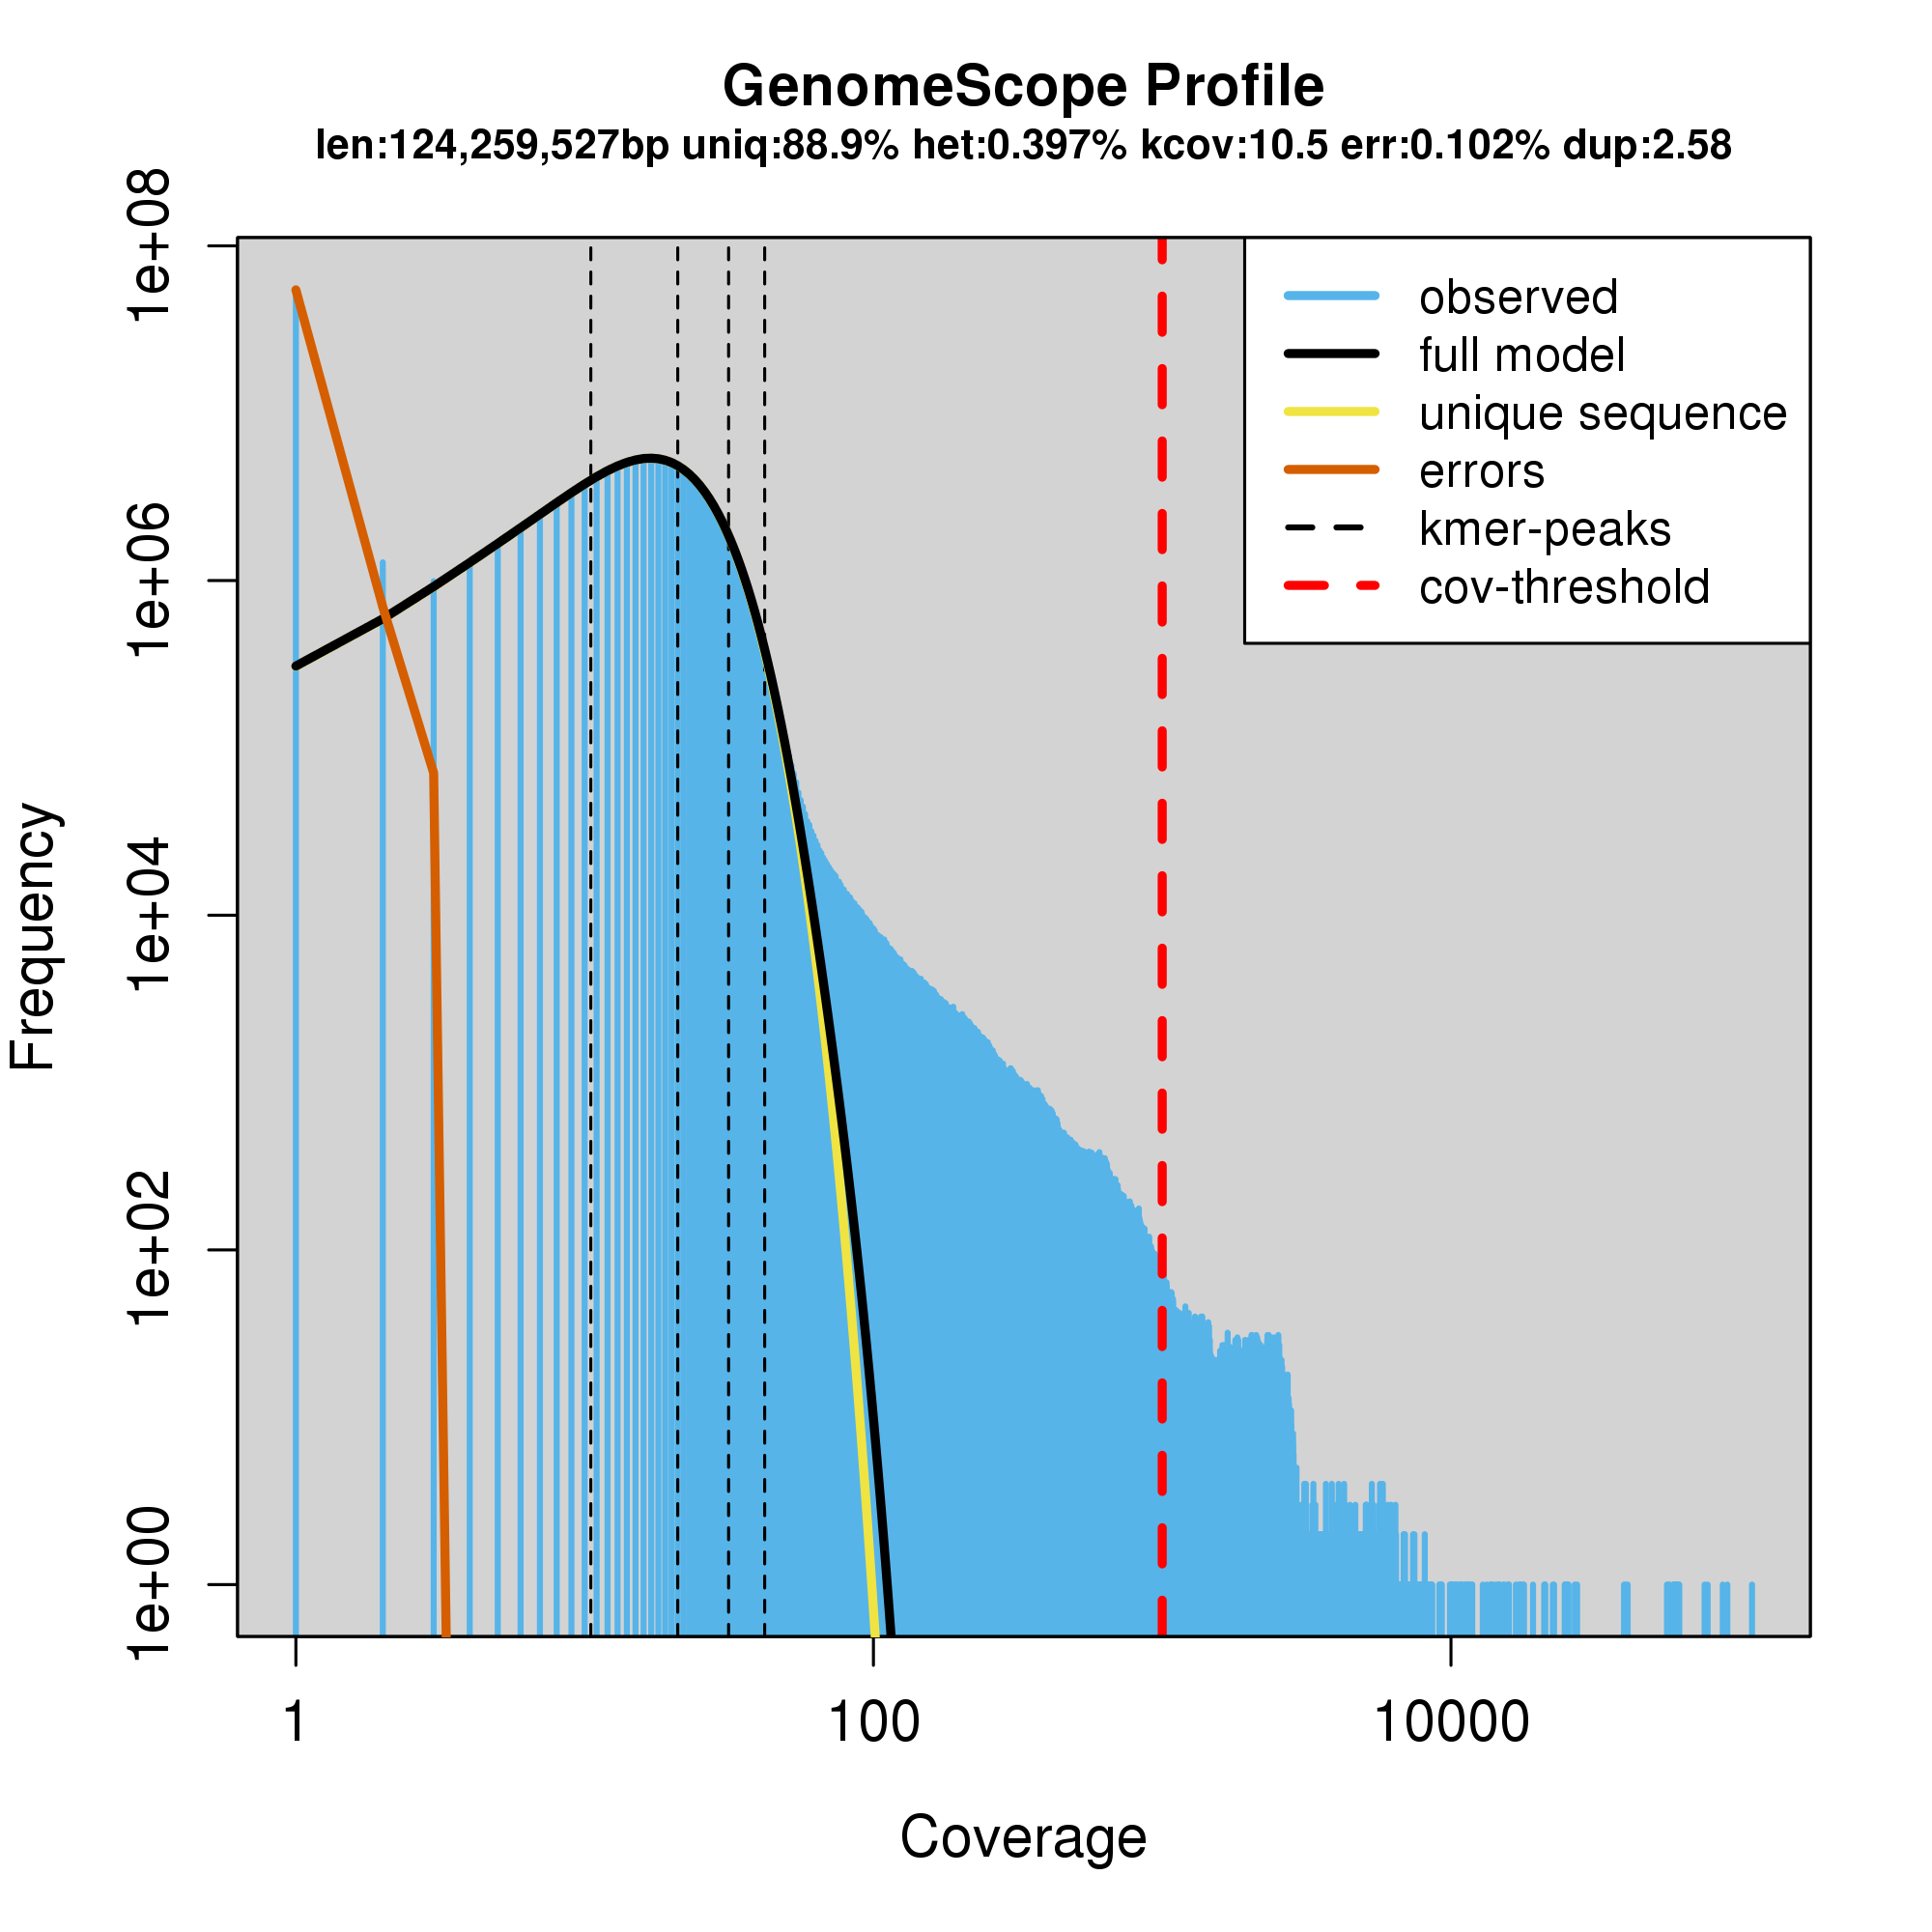 GenomeScope Profile
len:124,259,527bp uniq:88.9% het:0.397% kcov:10.5 err:0.102% dup:2.58
observed
full model
unique sequence
errors
kmer-peaks
cov-threshold
Frequency
1e+08
1e+06
1e+04
1e+02
1e+00
1
100
10000
Coverage